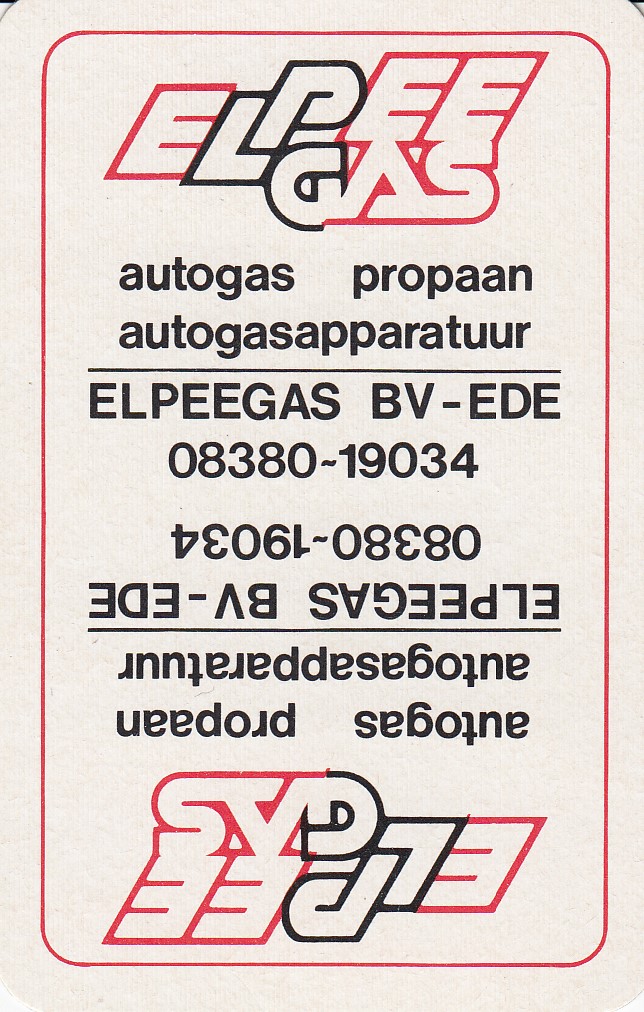 ELPEE
GAS
autogas propaan
autogasapparatuur
ELPEEGAS BV-EDE
08380~19034
08380~19034
ELPEEGAS BV-EDE
autogasapparatuur
autogas propaan
ELPEE
GAS